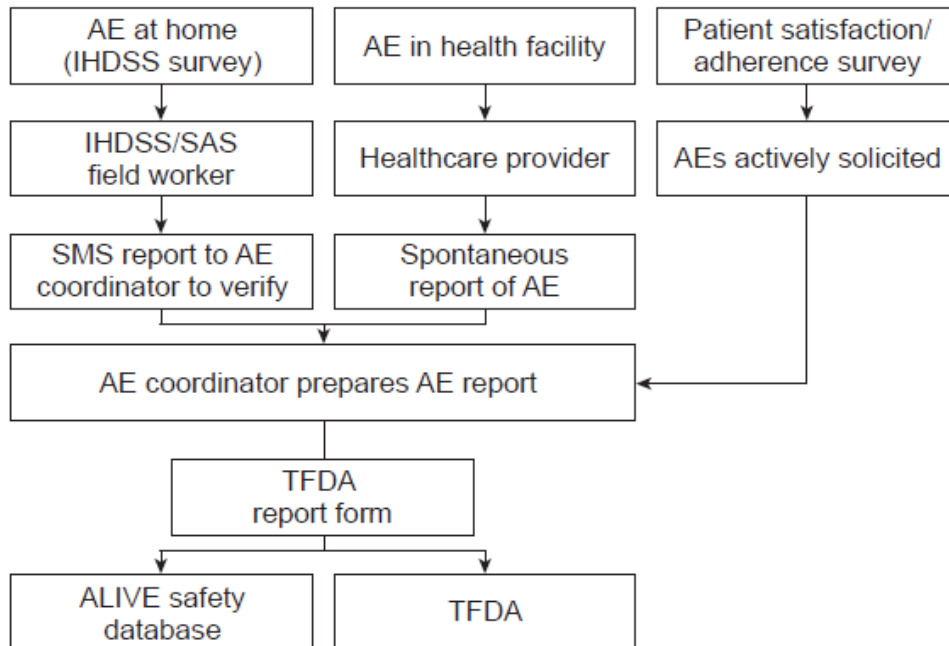 AE at home
(IHDSS survey)
AE in health facility
Patient satisfaction/
adherence survey
IHDSS/SAS
field worker
Healthcare provider
AEs actively solicited
SMS report to AE
coordinator to verify
Spontaneous
report of AE
AE coordinator prepares AE report
TFDA
report form
ALIVE safety
database
TFDA